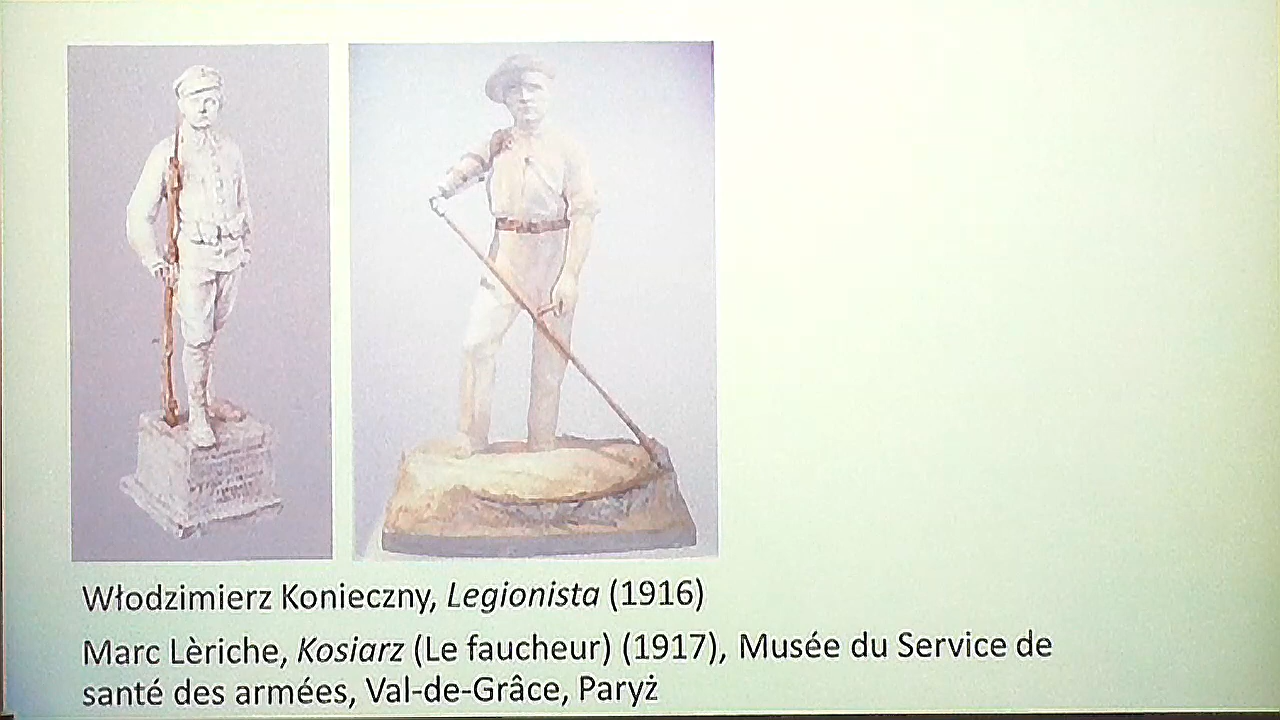 Włodzimierz Konieczny, Legionista (1916)
Marc Lèriche, Kosiarz (Le faucheur) (1917), Musée du Service de
santé des armées, Val-de-Grâce, Paryż